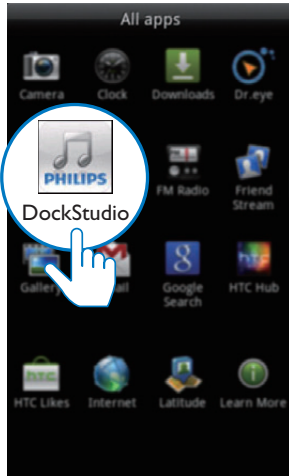 All apps
Camera Clock Downloads Dr.eye
PHILIPS
DockStudio
FM Radio Friend
Stream
Gallery Google
Search HTC Hub
HTC Likes Internet Latitude Learn More